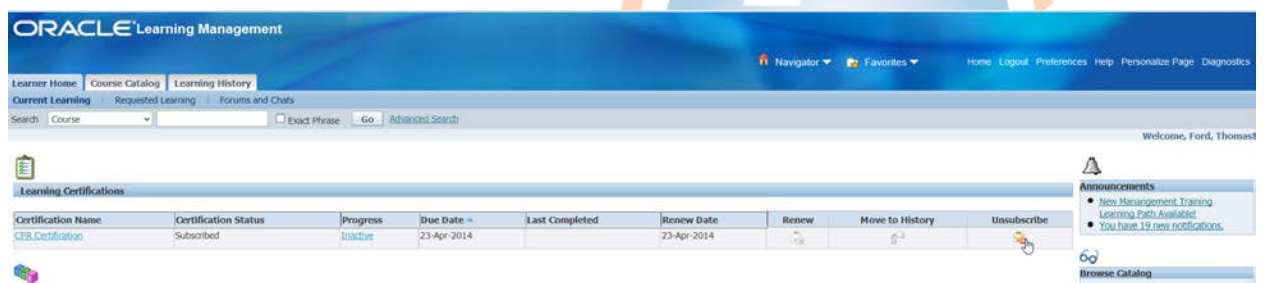 ORACLE Learning Management
Navigator Favorites Home Logout Preferences Help Personalize Page Diagnostics
Learner Home Course Catalog Learning History
Current Learning Requested Learning Forums and Chats
Search Course Exact Phrase Go Advanced Search
Welcome, Ford, Thomas!
Learning Certifications
Certification Name Certification Status Progress Due Date Last Completed Renew Date Renew Move to History Unsubscribe
CPR Certification Subscribed Inactive 23-Apr-2014 23-Apr-2014
Announcements
New Manangement Training
Learning Path Available!
You have 19 new notifications.
Browse Catalog